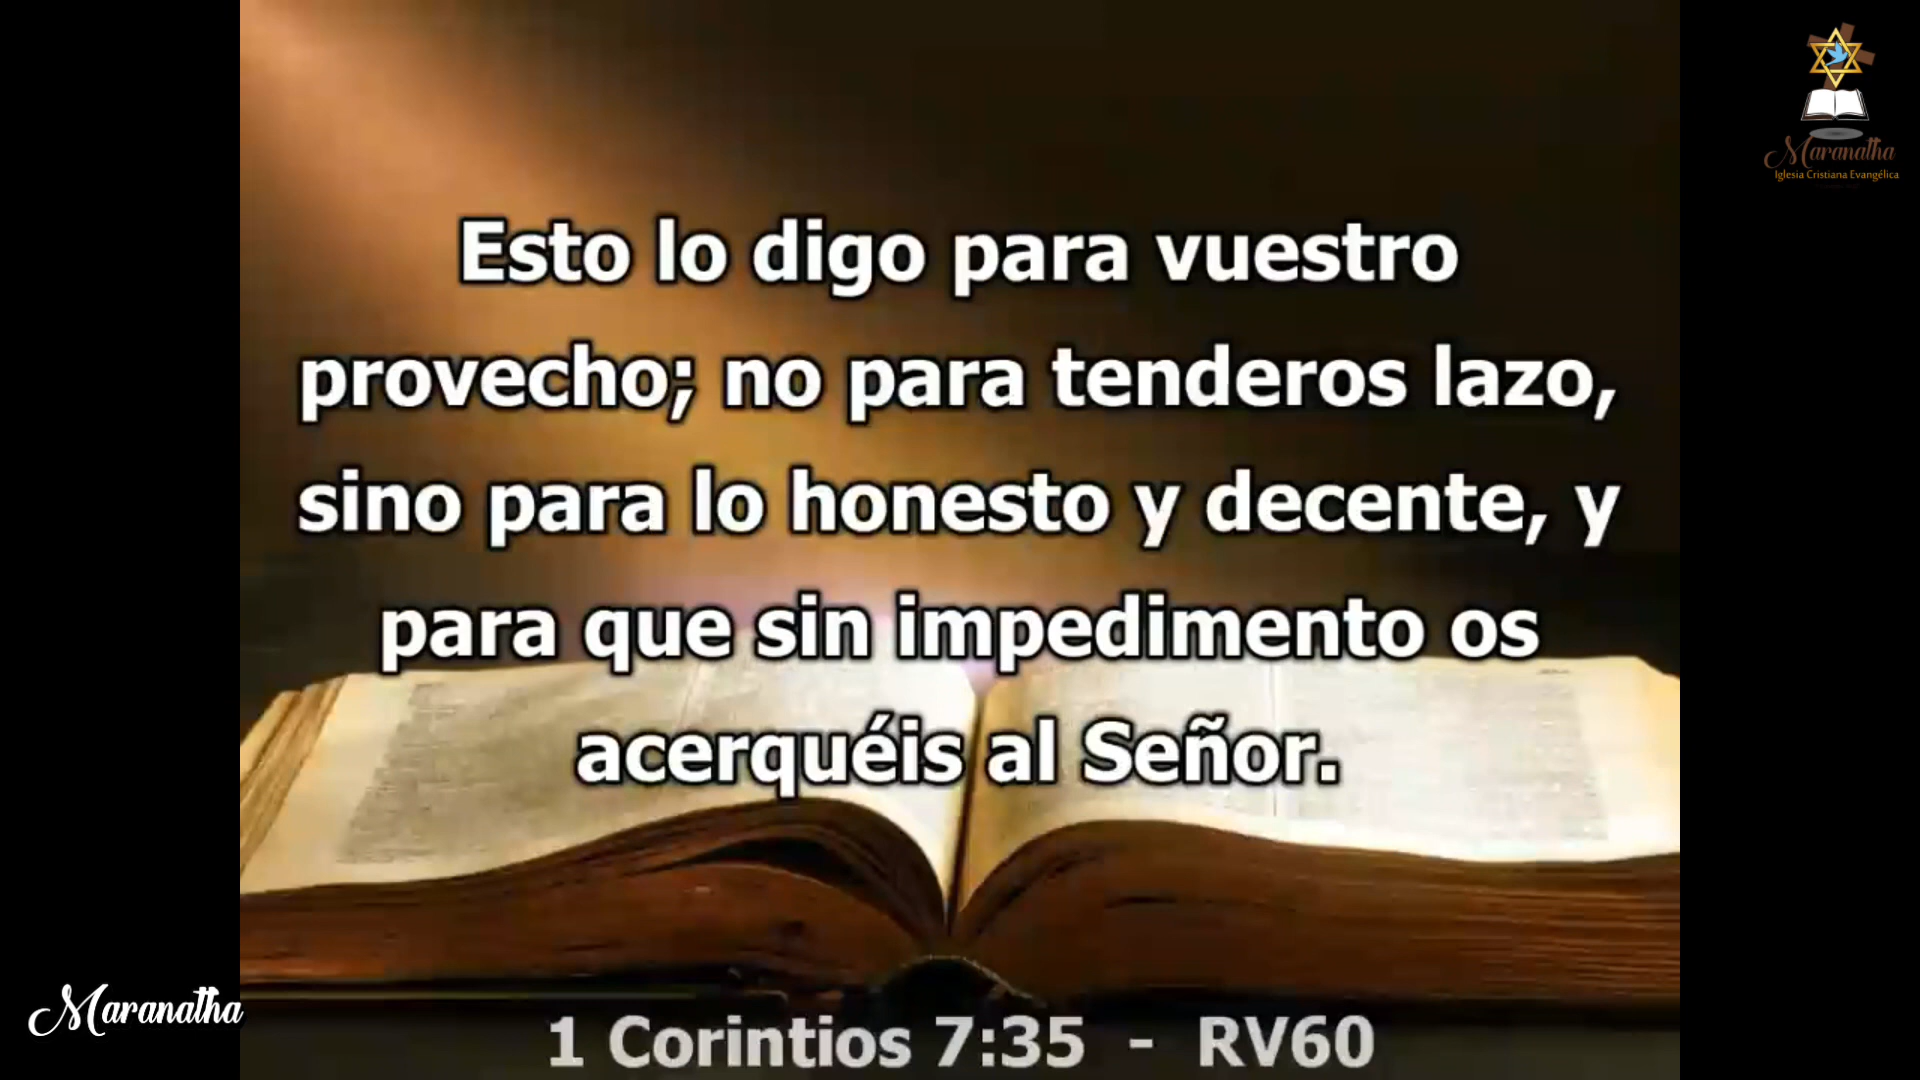 Esto lo digo para vuestro
provecho; no para tenderos lazo,
sino para lo honesto y decente, y
para que sin impedimento os
acerquéis al Señor.
1 Corintios 7:35 - RV60
Maranatha
Iglesia Cristiana Evangélica
Maranatha